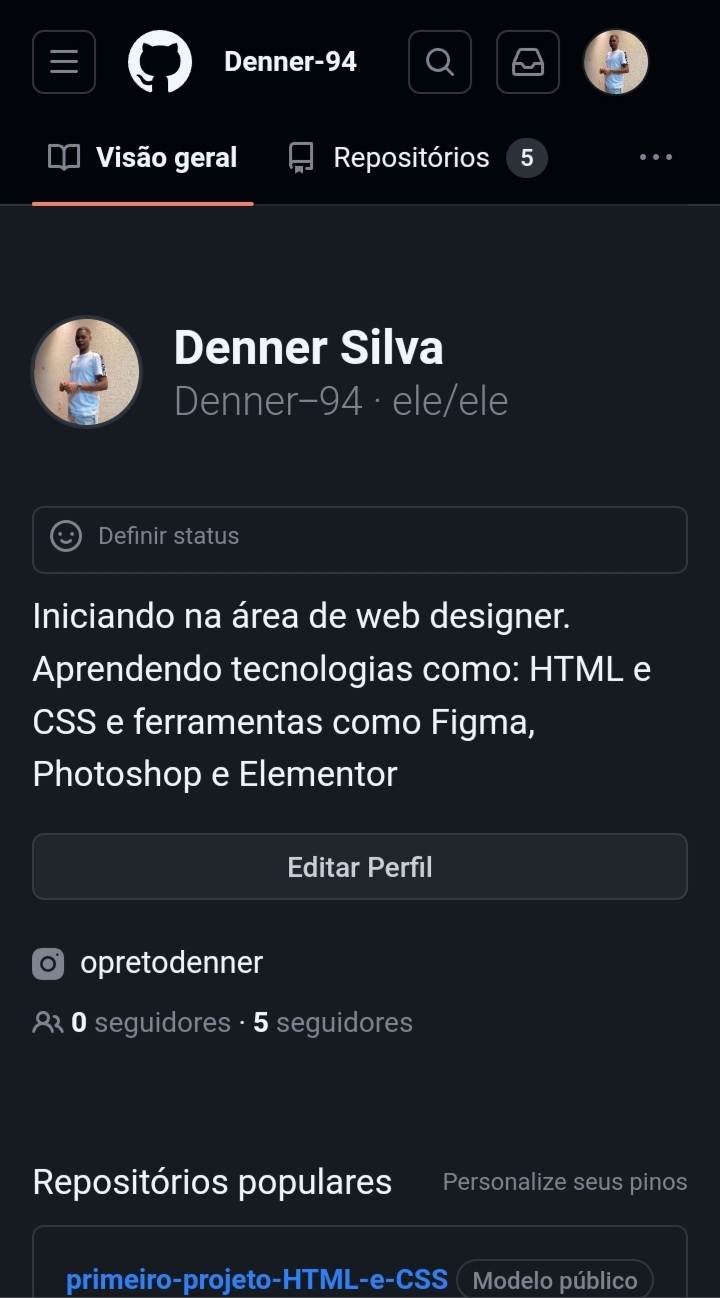 Denner-94
Visão geral
Repositórios 5
Denner Silva
Denner–94 · ele/ele
Definir status
Iniciando na área de web designer.
Aprendendo tecnologias como: HTML e
CSS e ferramentas como Figma,
Photoshop e Elementor
Editar Perfil
opretodenner
0 seguidores · 5 seguidores
Repositórios populares
Personalize seus pinos
primeiro-projeto-HTML-e-CSS Modelo público